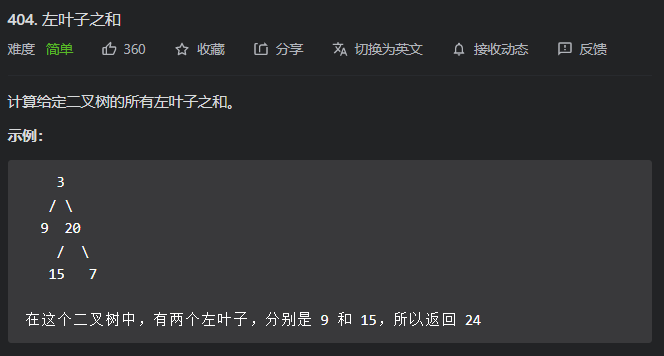 404. 左叶子之和
难度 简单 360 收藏 分享 切换为英文 接收动态 反馈
计算给定二叉树的所有左叶子之和。
示例：
3
/ \
9 20
/ \
15 7
在这个二叉树中，有两个左叶子，分别是 9 和 15，所以返回 24